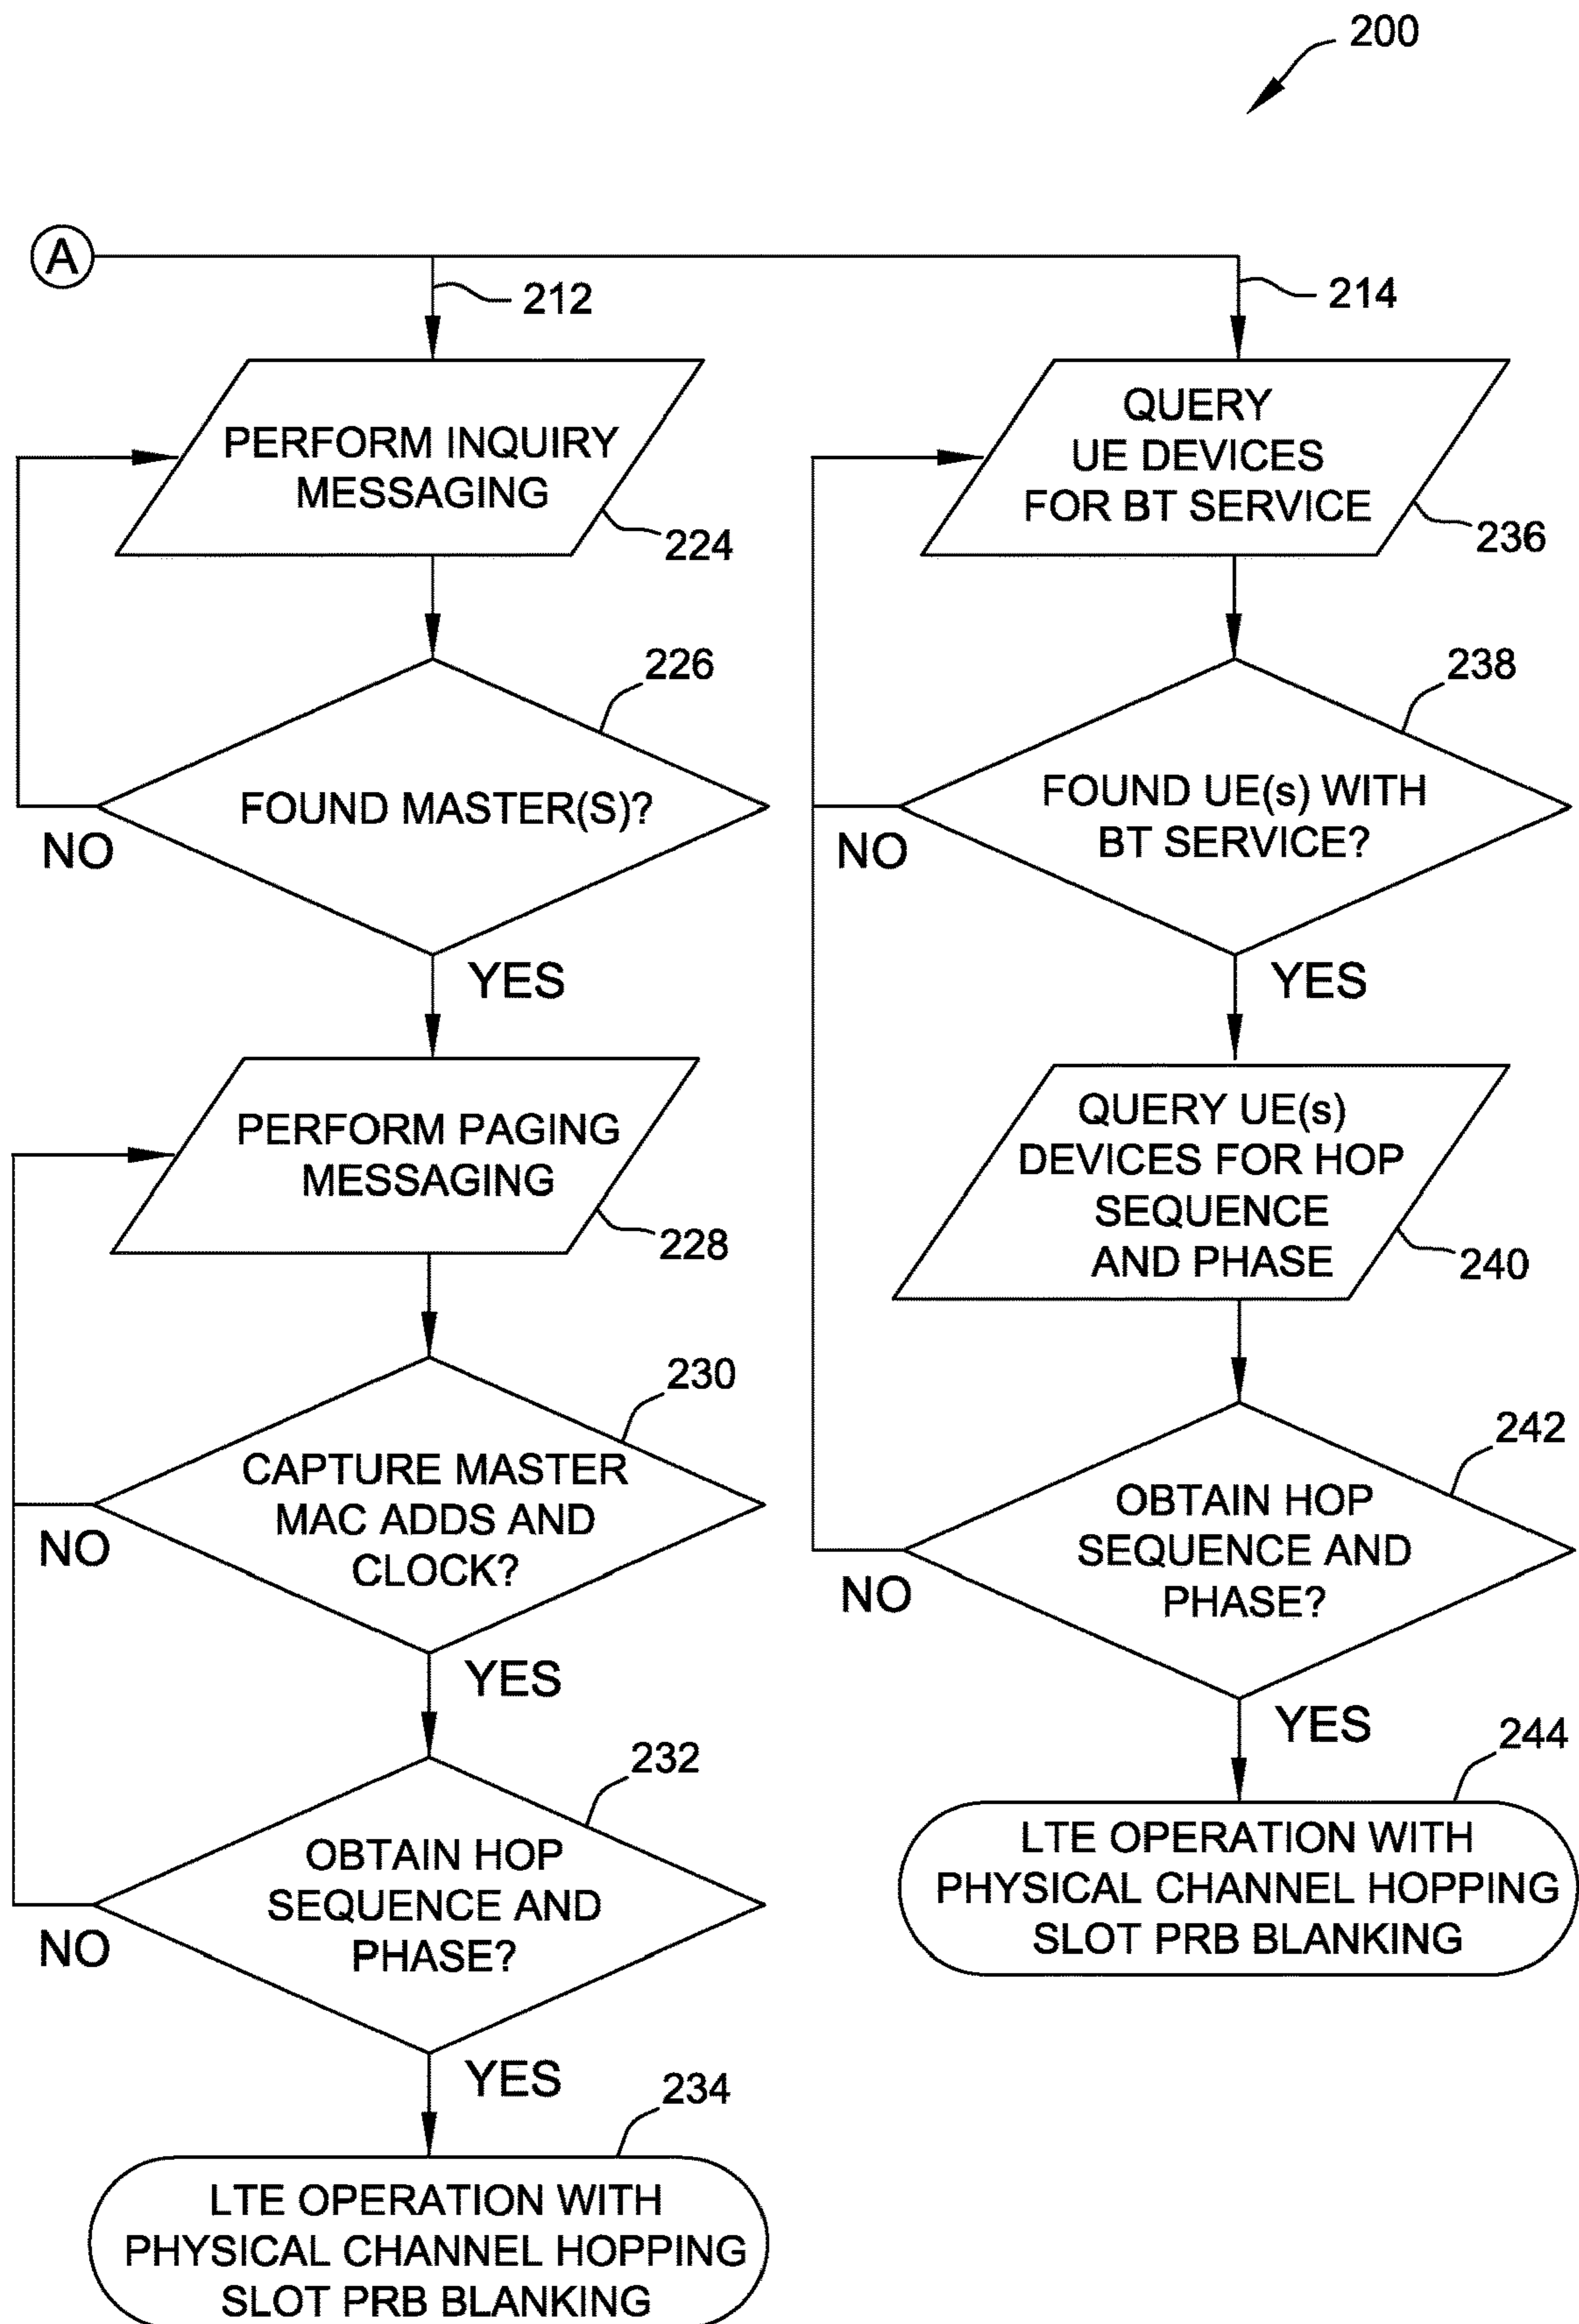 200
A
212
214
PERFORM INQUIRY
MESSAGING
224
QUERY
UE DEVICES
FOR BT SERVICE
236
226
FOUND MASTER(S)?
NO
YES
238
FOUND UE(s) WITH
BT SERVICE?
NO
YES
PERFORM PAGING
MESSAGING
228
QUERY UE(s)
DEVICES FOR HOP
SEQUENCE
AND PHASE
240
230
CAPTURE MASTER
MAC ADDS AND
CLOCK?
NO
YES
242
OBTAIN HOP
SEQUENCE AND
PHASE?
NO
YES
232
OBTAIN HOP
SEQUENCE AND
PHASE?
NO
YES
244
LTE OPERATION WITH
PHYSICAL CHANNEL HOPPING
SLOT PRB BLANKING
234
LTE OPERATION WITH
PHYSICAL CHANNEL HOPPING
SLOT PRB BLANKING